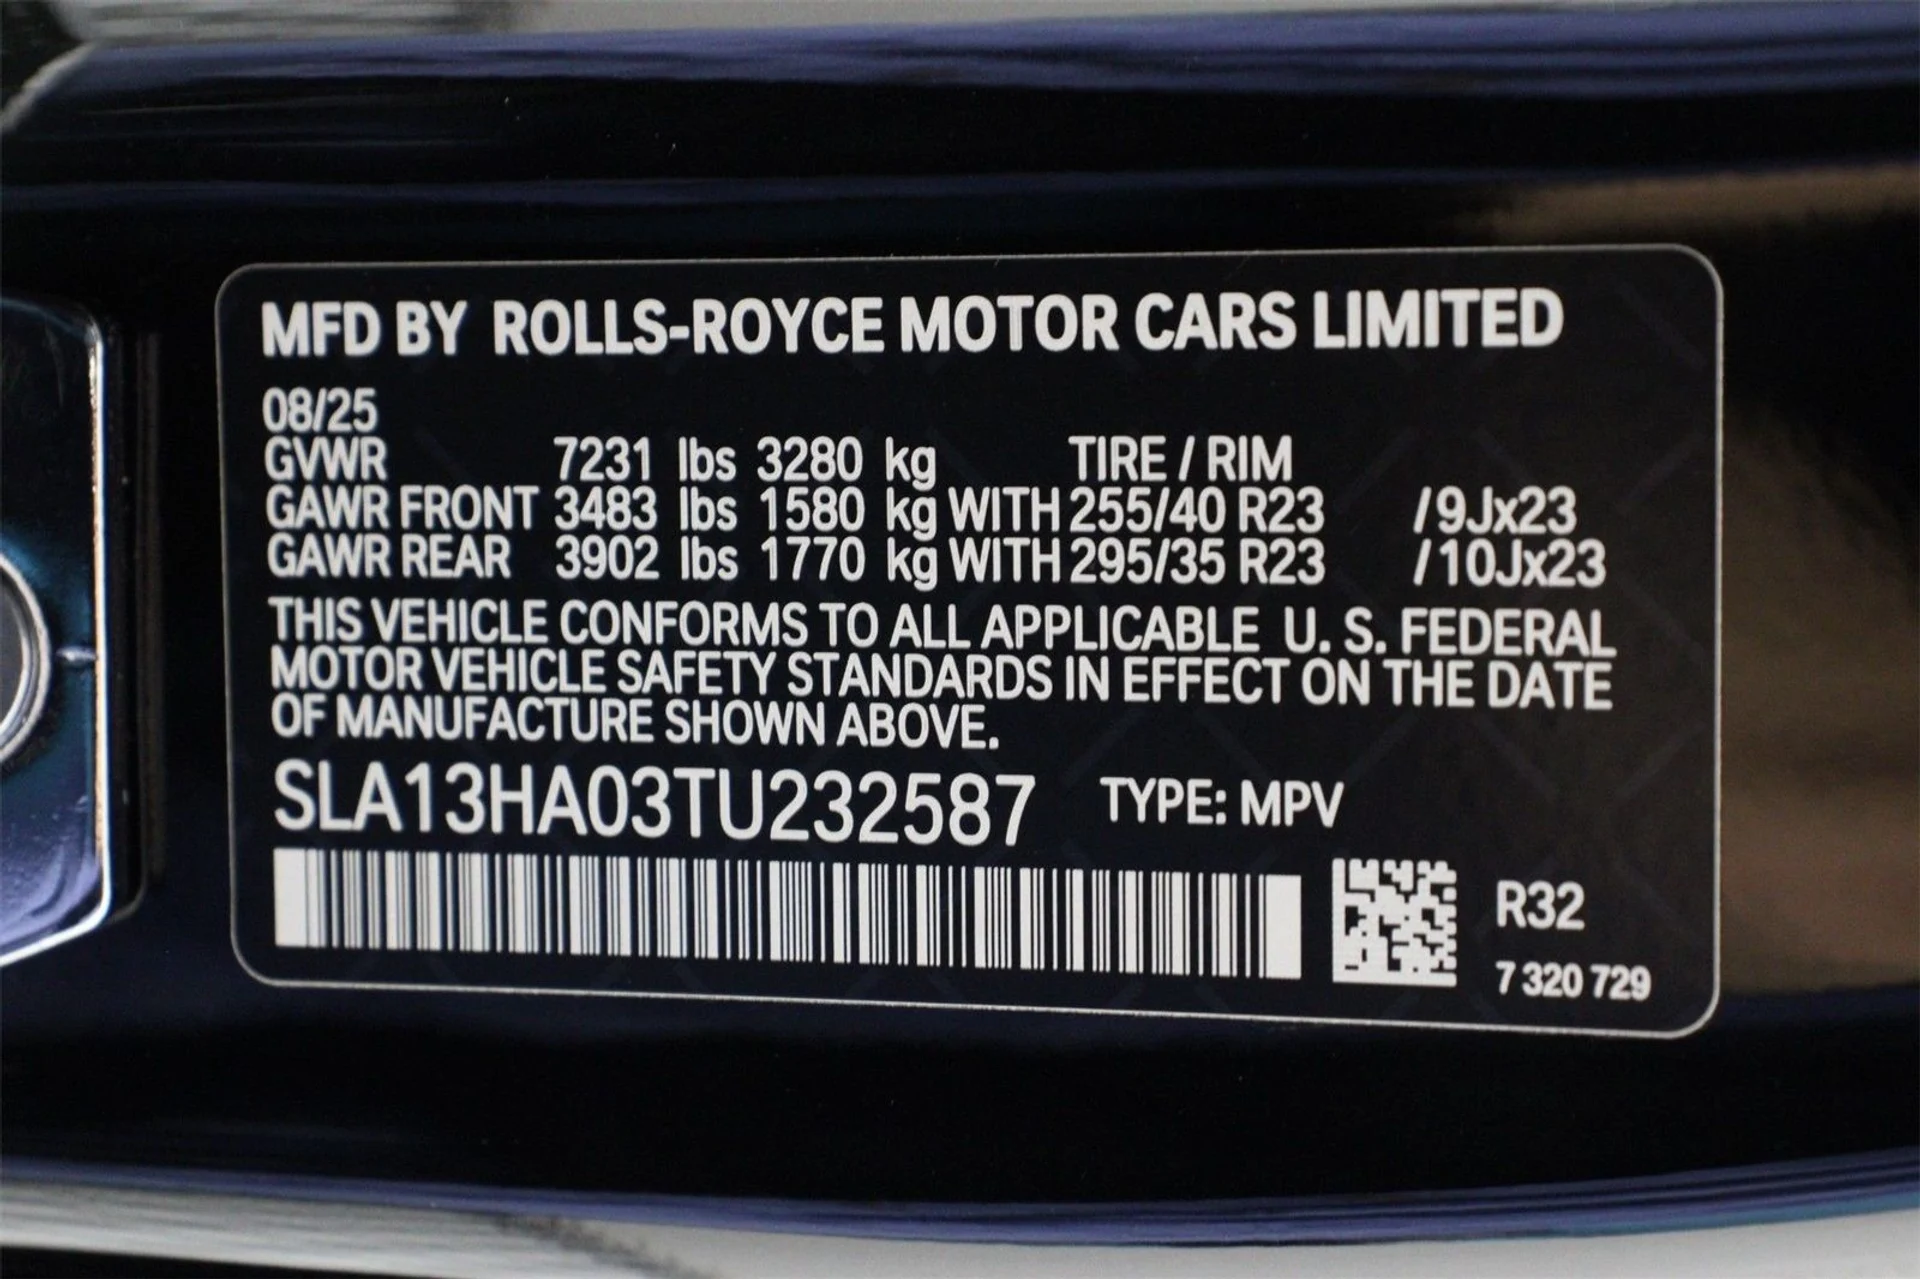 MFD BY ROLLS-ROYCE MOTOR CARS LIMITED
08/25
GVWR 7231 lbs 3280 kg TIRE / RIM
GAWR FRONT 3483 lbs 1580 kg WITH 255/40 R23 /9Jx23
GAWR REAR 3902 lbs 1770 kg WITH 295/35 R23 /10Jx23
THIS VEHICLE CONFORMS TO ALL APPLICABLE U. S. FEDERAL
MOTOR VEHICLE SAFETY STANDARDS IN EFFECT ON THE DATE
OF MANUFACTURE SHOWN ABOVE.
SLA13HA03TU232587 TYPE: MPV
R32
7 320 729